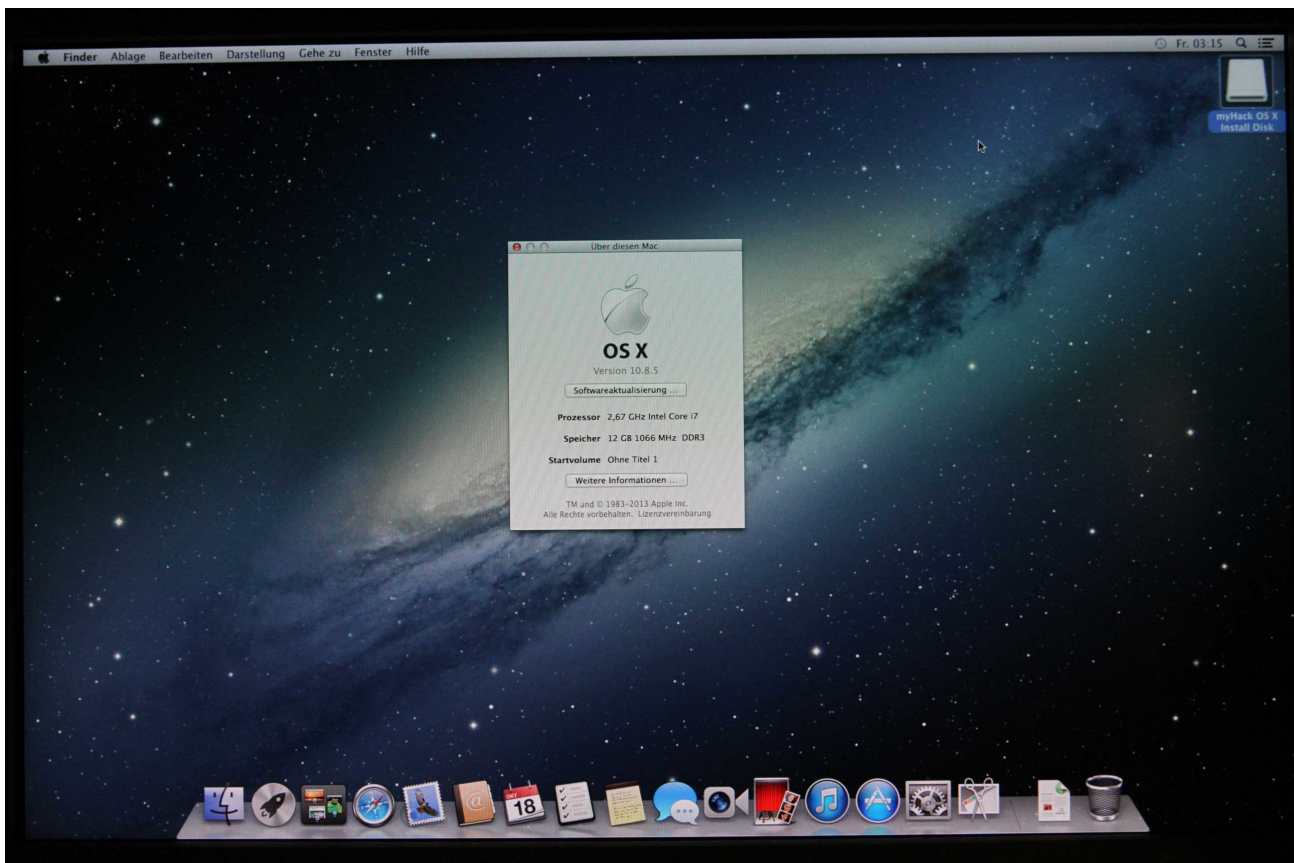 Finder Ablage Bearbeiten Darstellung Gehe zu Fenster Hilfe
Fr. 03:15
myHack OS X
Install Disk
Über diesen Mac
OS X
Version 10.8.5
Softwareaktualisierung ...
Prozessor 2,67 GHz Intel Core i7
Speicher 12 GB 1066 MHz DDR3
Startvolume Ohne Titel 1
Weitere Informationen ...
TM und © 1983-2013 Apple Inc.
Alle Rechte vorbehalten. Lizenzvereinbarung
@
OKT
18